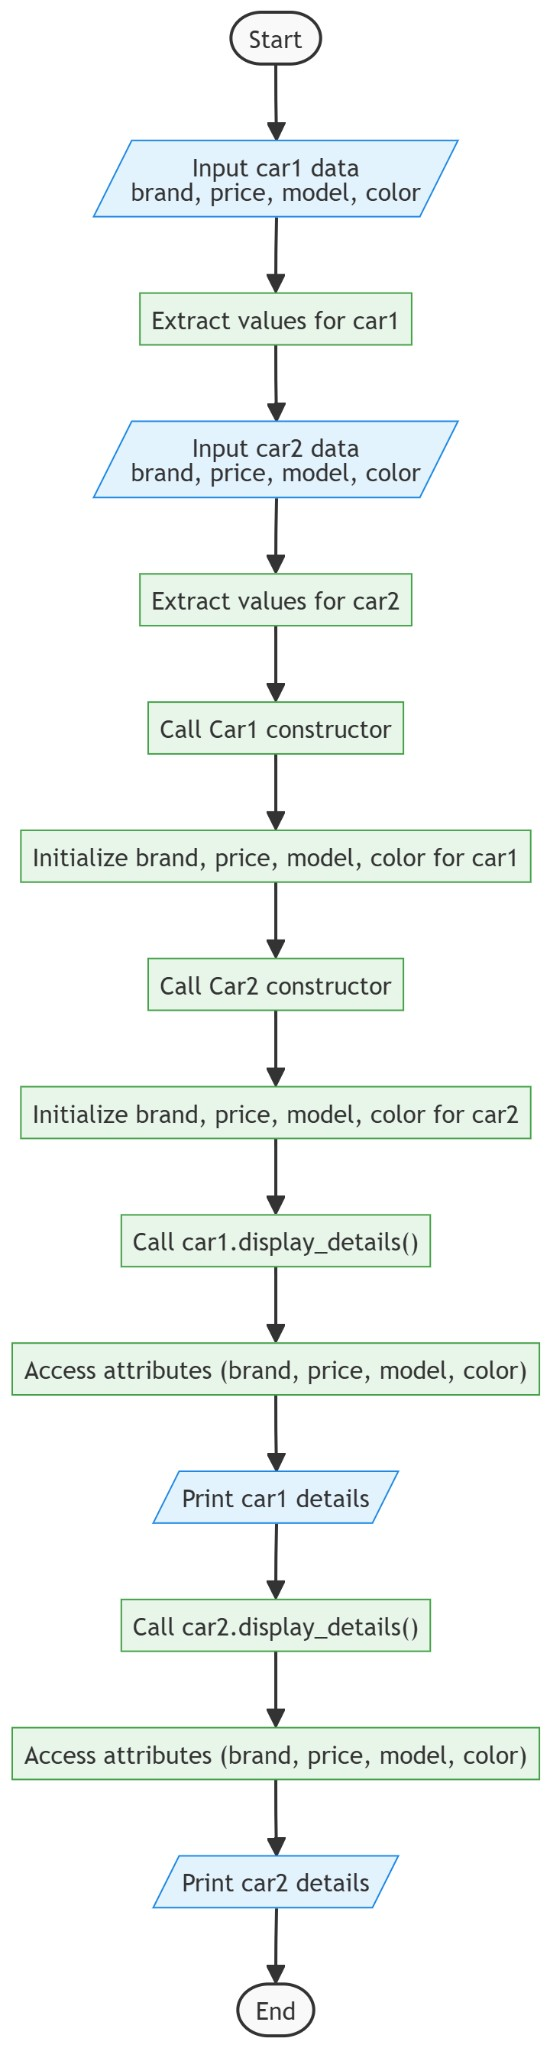 Start
Input car1 data
brand, price, model, color
Extract values for car1
Input car2 data
brand, price, model, color
Extract values for car2
Call Car1 constructor
Initialize brand, price, model, color for car1
Call Car2 constructor
Initialize brand, price, model, color for car2
Call car1.display_details()
Access attributes (brand, price, model, color)
Print car1 details
Call car2.display_details()
Access attributes (brand, price, model, color)
Print car2 details
End